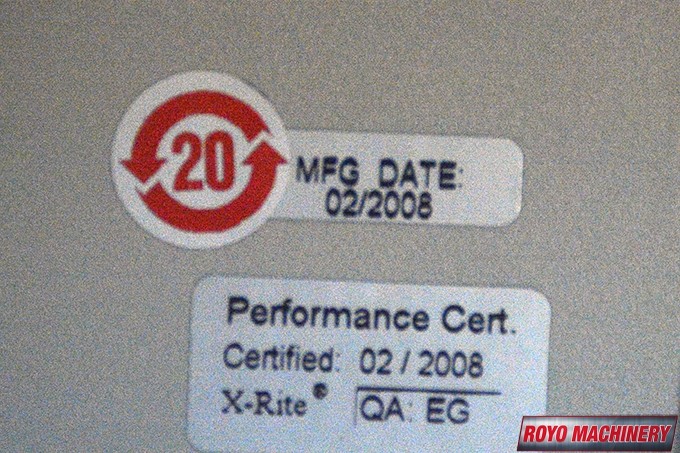 20
MFG DATE:
02/2008
Performance Cert.
Certified: 02 / 2008
X-Rite® QA: EG
ROYO MACHINERY